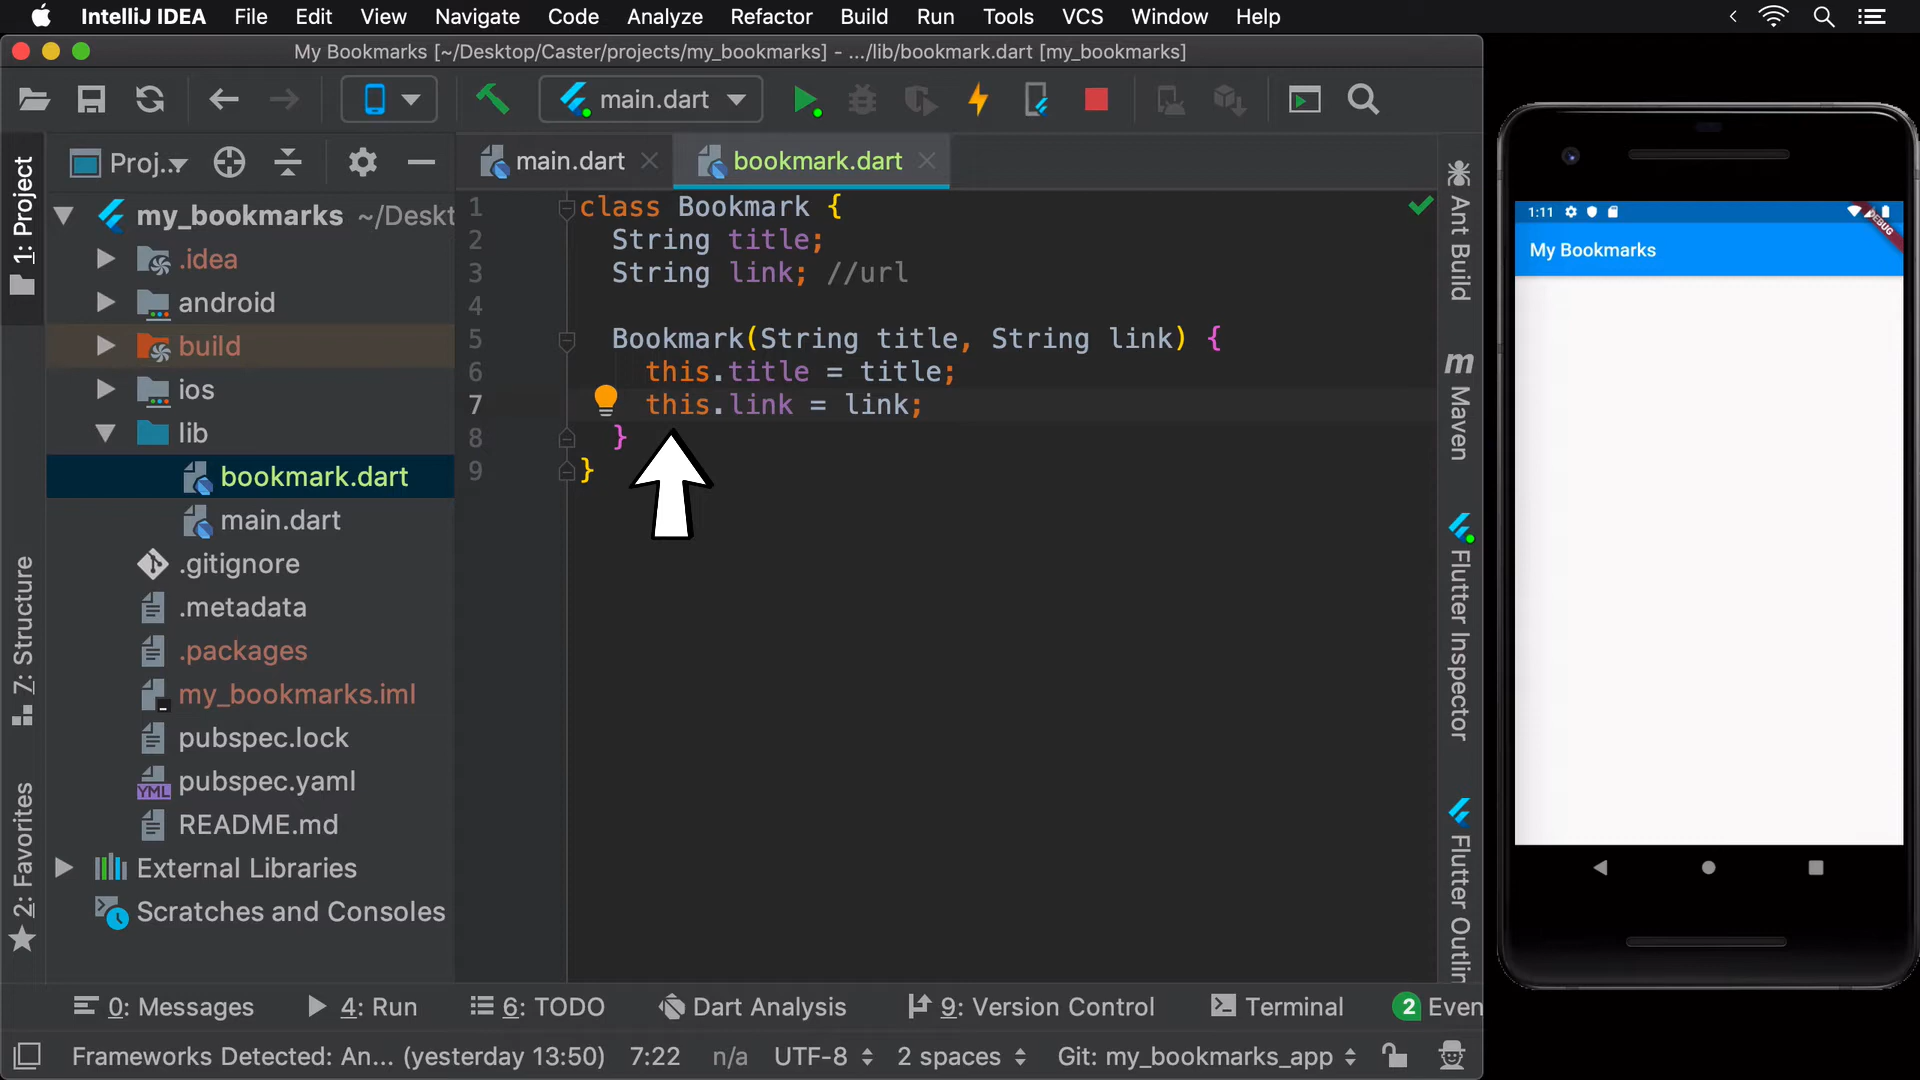 IntelliJ IDEA File Edit View Navigate Code Analyze Refactor Build Run Tools VCS Window Help
My Bookmarks [~/Desktop/Caster/projects/my_bookmarks] - .../lib/bookmark.dart [my_bookmarks]
main.dart
1: Project
Proj...
main.dart
bookmark.dart
my_bookmarks ~/Deskt
.idea
android
build
ios
lib
bookmark.dart
main.dart
.gitignore
.metadata
.packages
my_bookmarks.iml
pubspec.lock
YML pubspec.yaml
README.md
External Libraries
Scratches and Consoles
Z: Structure
2: Favorites
1 class Bookmark {
2 String title;
3 String link; //url
4
5 Bookmark(String title, String link) {
6 this.title = title;
7 this.link = link;
8 }
9 }
Ant Build
m Maven
Flutter Inspector
Flutter Outlin
1:11
DEBUG
My Bookmarks
0: Messages 4: Run 6: TODO Dart Analysis 9: Version Control Terminal 2 Even
Frameworks Detected: An... (yesterday 13:50) 7:22 n/a UTF-8 2 spaces Git: my_bookmarks_app